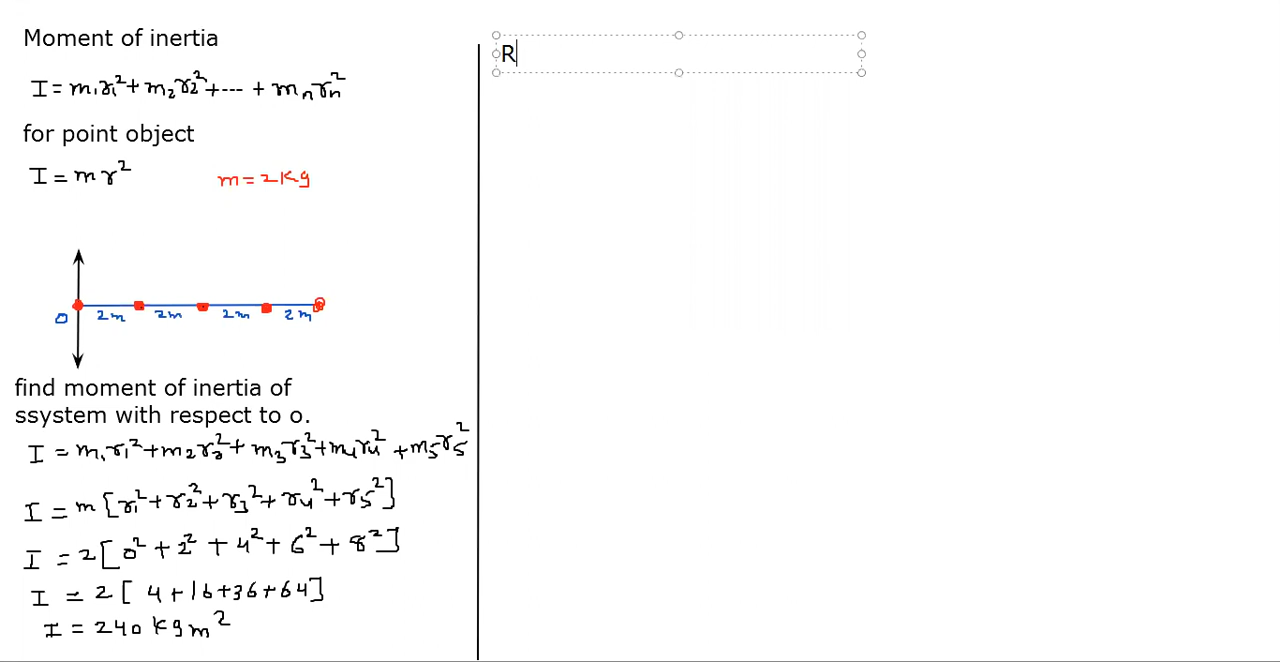 Moment of inertia
I = m₁r₁² + m₂r₂² + --- + mₙrₙ²
for point object
I = mr²
m = 2kg
0 2m 2m 2m 2m
find moment of inertia of
ssystem with respect to o.
I = m₁r₁² + m₂r₂² + m₃r₃² + m₄r₄² + m₅r₅²
I = m [r₁² + r₂² + r₃² + r₄² + r₅²]
I = 2[0² + 2² + 4² + 6² + 8²]
I = 2[4+16+36+64]
I = 240 kgm²
R